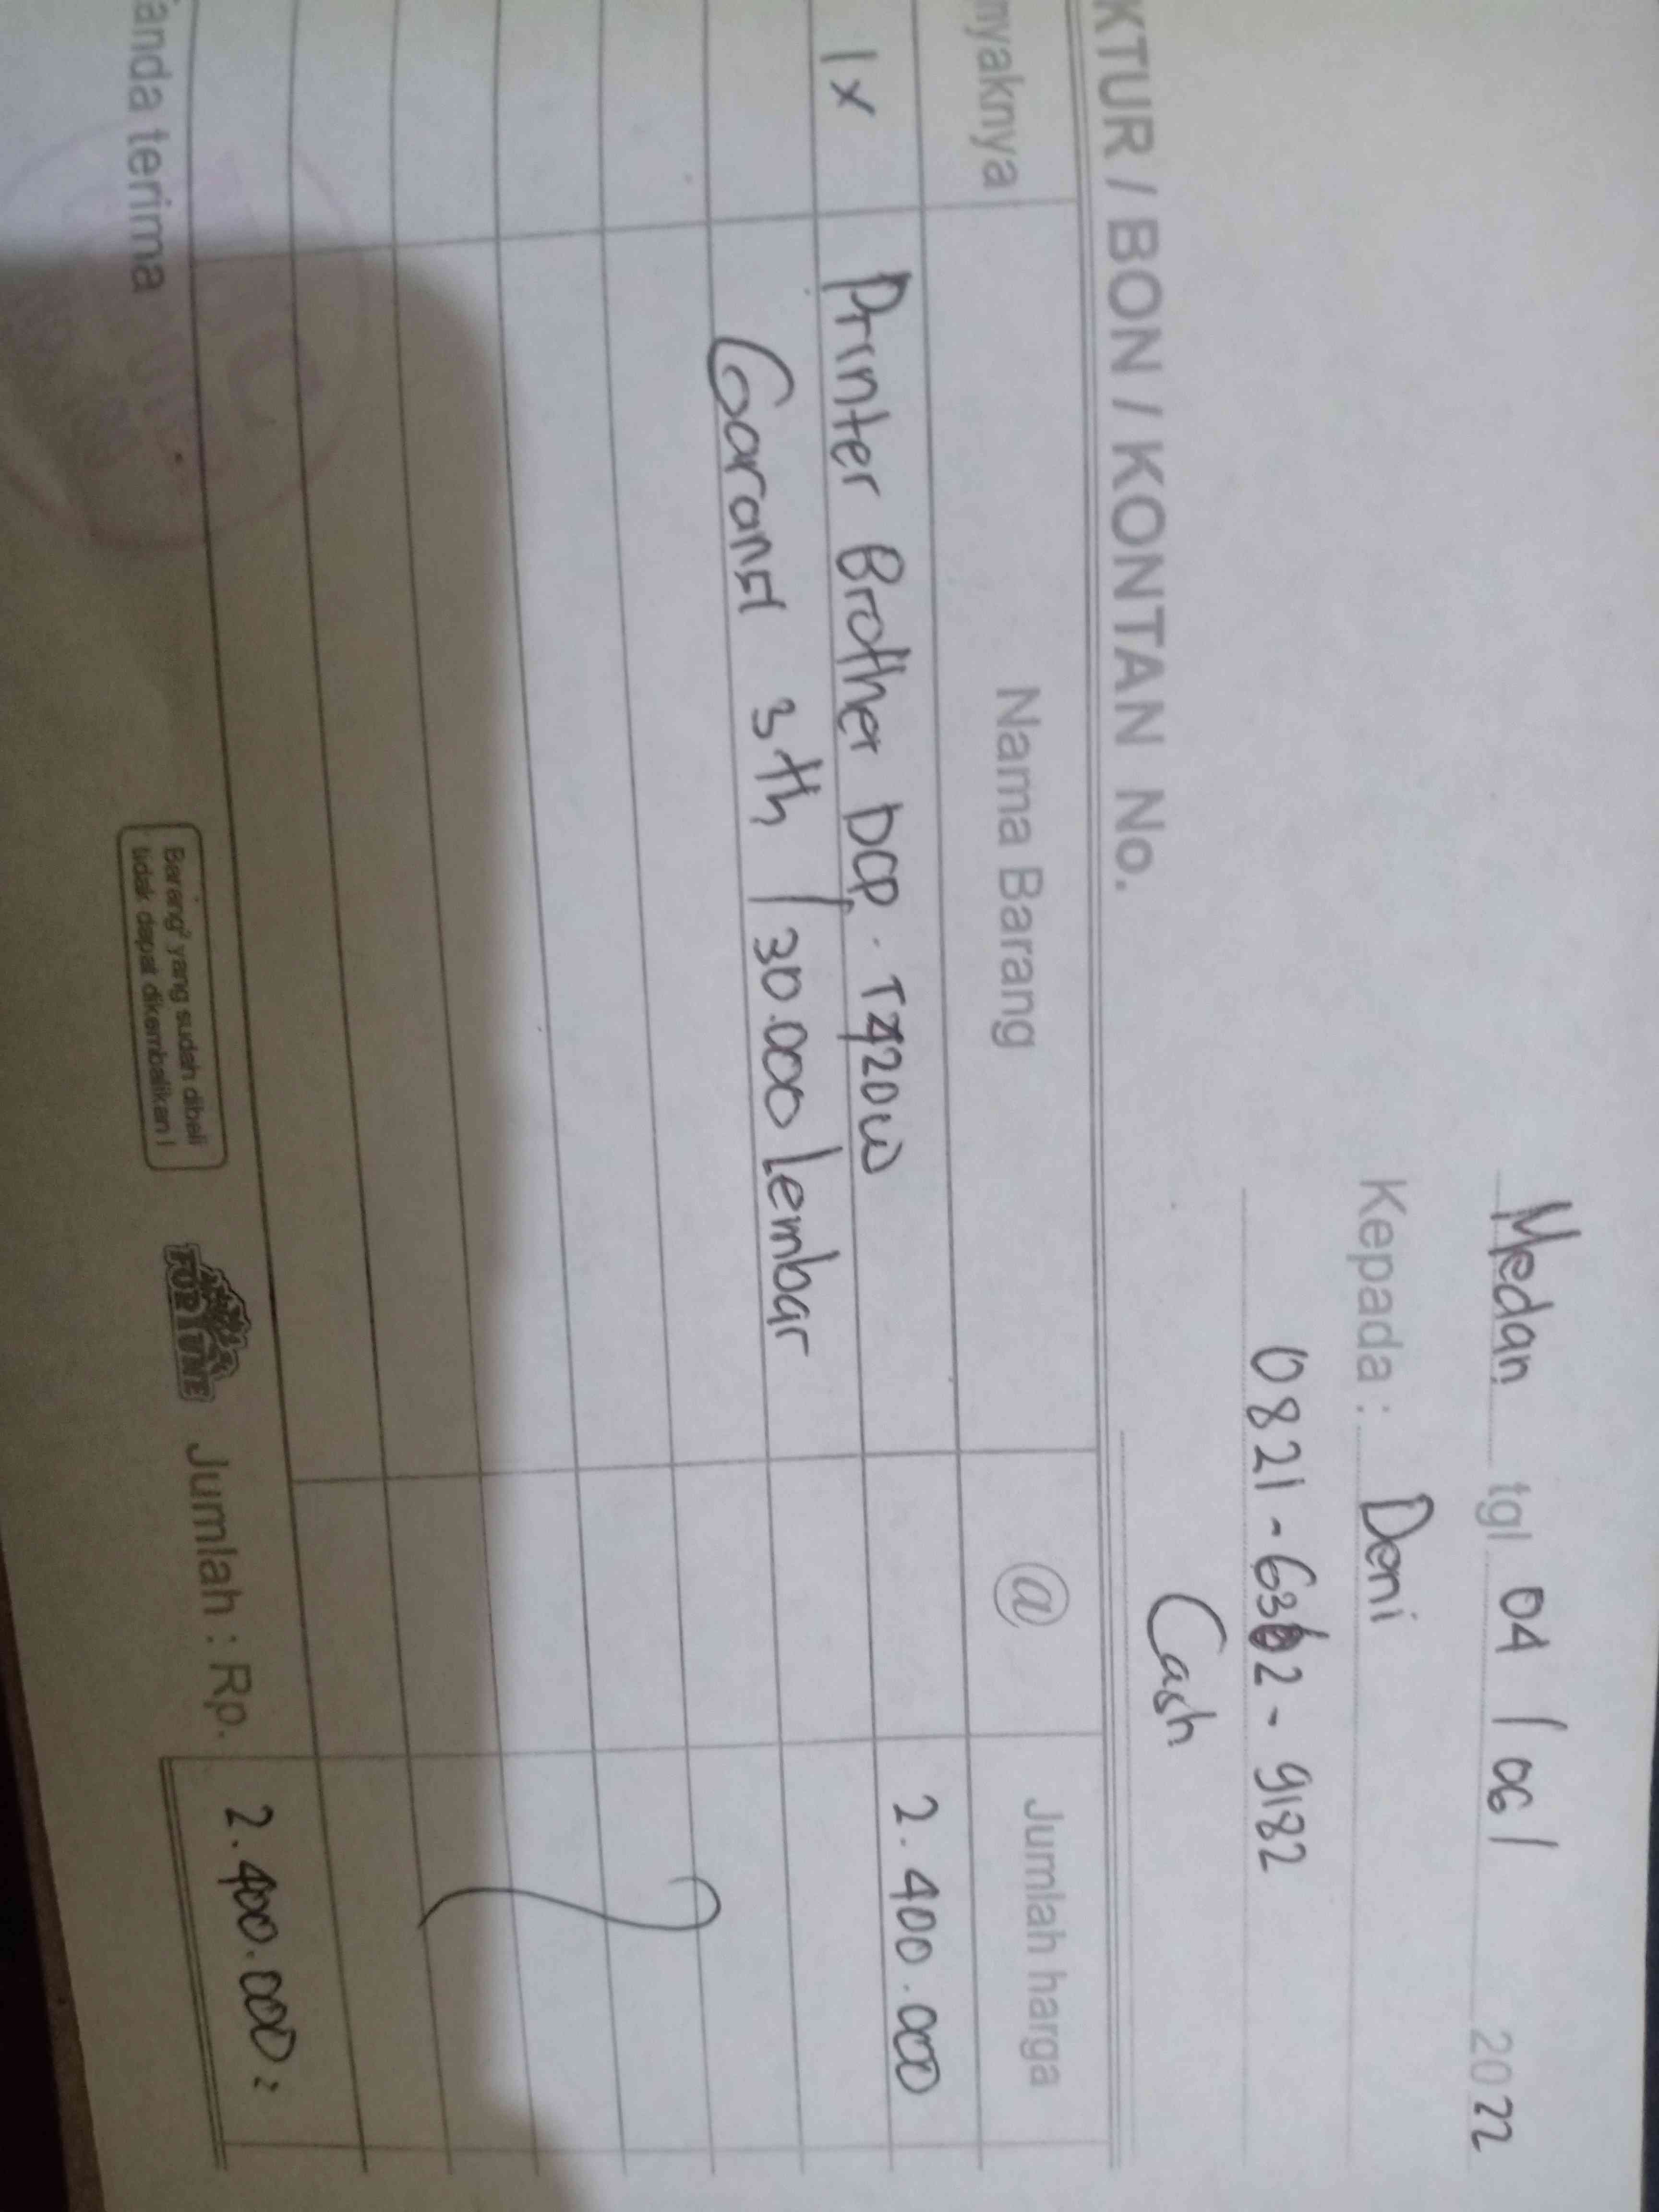 Medan tgl 04 / 06 / 2022
Kepada : Deni
0821-6362-9182
Cash
KTUR / BON / KONTAN No.
nyaknya Nama Barang @ Jumlah harga
1x Printer Brother DCP. T420W 2.400.000
Garansi 3th / 30.000 Lembar
anda terima
Barang² yang sudah dibeli
tidak dapat dikembalikan !
FORTUNE
Jumlah : Rp. 2.400.000: